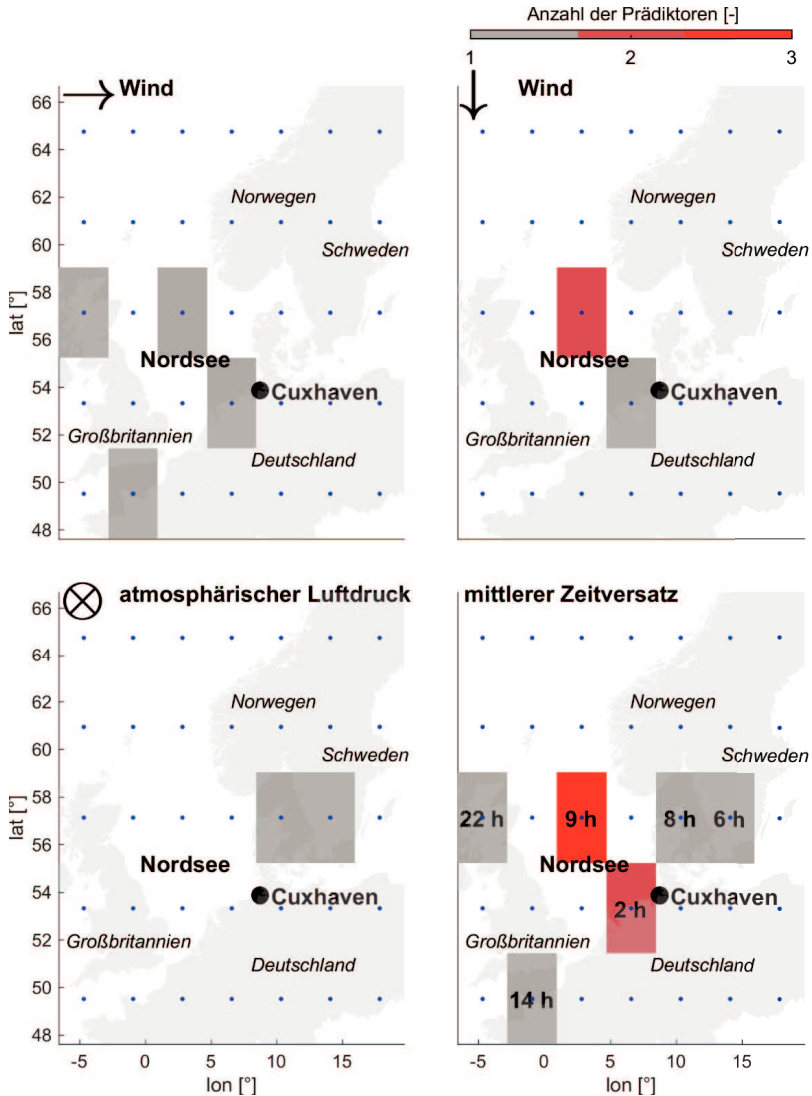 Anzahl der Prädiktoren [-]
1 2 3
Wind
Wind
66
64
62
60
58
56
54
52
50
48
lat [°]
Norwegen
Schweden
Nordsee
Cuxhaven
Großbritannien
Deutschland
Norwegen
Schweden
Nordsee
Cuxhaven
Großbritannien
Deutschland
atmosphärischer Luftdruck
mittlerer Zeitversatz
66
64
62
60
58
56
54
52
50
48
lat [°]
Norwegen
Schweden
Nordsee
Cuxhaven
Großbritannien
Deutschland
-5 0 5 10 15
lon [°]
Norwegen
Schweden
22 h 9 h 8 h 6 h
Nordsee
Cuxhaven
2 h
Großbritannien
Deutschland
14 h
-5 0 5 10 15
lon [°]